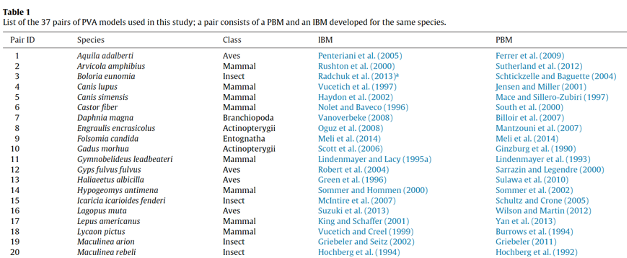 Table 1
List of the 37 pairs of PVA models used in this study; a pair consists of a PBM and an IBM developed for the same species.
Pair ID Species Class IBM PBM
1 Aquila adalberti Aves Penteriani et al. (2005) Ferrer et al. (2009)
2 Arvicola amphibius Mammal Rushton et al. (2000) Sutherland et al. (2012)
3 Boloria eunomia Insect Radchuk et al. (2013)ᵃ Schtickzelle and Baguette (2004)
4 Canis lupus Mammal Vucetich et al. (1997) Jensen and Miller (2001)
5 Canis simensis Mammal Haydon et al. (2002) Mace and Sillero-Zubiri (1997)
6 Castor fiber Mammal Nolet and Baveco (1996) South et al. (2000)
7 Daphnia magna Branchiopoda Vanoverbeke (2008) Billoir et al. (2007)
8 Engraulis encrasicolus Actinopterygii Oguz et al. (2008) Mantzouni et al. (2007)
9 Folsomia candida Entognatha Meli et al. (2014) Meli et al. (2014)
10 Gadus morhua Actinopterygii Scott et al. (2006) Ginzburg et al. (1990)
11 Gymnobelideus leadbeateri Mammal Lindenmayer and Lacy (1995a) Lindenmayer et al. (1993)
12 Gyps fulvus fulvus Aves Robert et al. (2004) Sarrazin and Legendre (2000)
13 Haliaeetus albicilla Aves Green et al. (1996) Sulawa et al. (2010)
14 Hypogeomys antimena Mammal Sommer and Hommen (2000) Sommer et al. (2002)
15 Icaricia icarioides fenderi Insect McIntire et al. (2007) Schultz and Crone (2005)
16 Lagopus muta Aves Suzuki et al. (2013) Wilson and Martin (2012)
17 Lepus americanus Mammal King and Schaffer (2001) Yan et al. (2013)
18 Lycaon pictus Mammal Vucetich and Creel (1999) Burrows et al. (1994)
19 Maculinea arion Insect Griebeler and Seitz (2002) Griebeler (2011)
20 Maculinea rebeli Insect Hochberg et al. (1994) Hochberg et al. (1992)